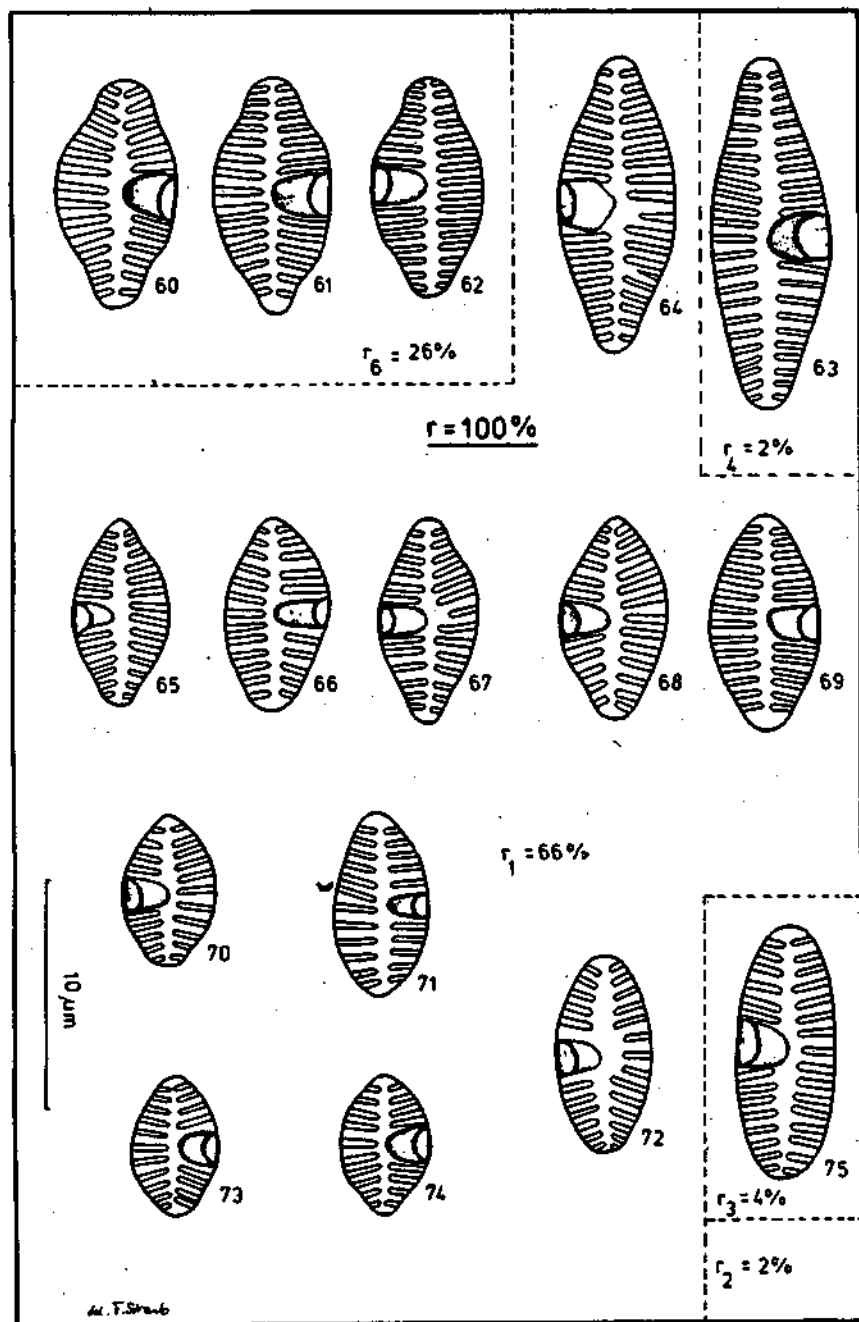 60 61 62 64 63
r6 = 26%
r = 100%
r4 = 2%
65 66 67 68 69
r1 = 66%
70 71
10 µm
72 75
73 74
r3 = 4%
r2 = 2%
F. Straub